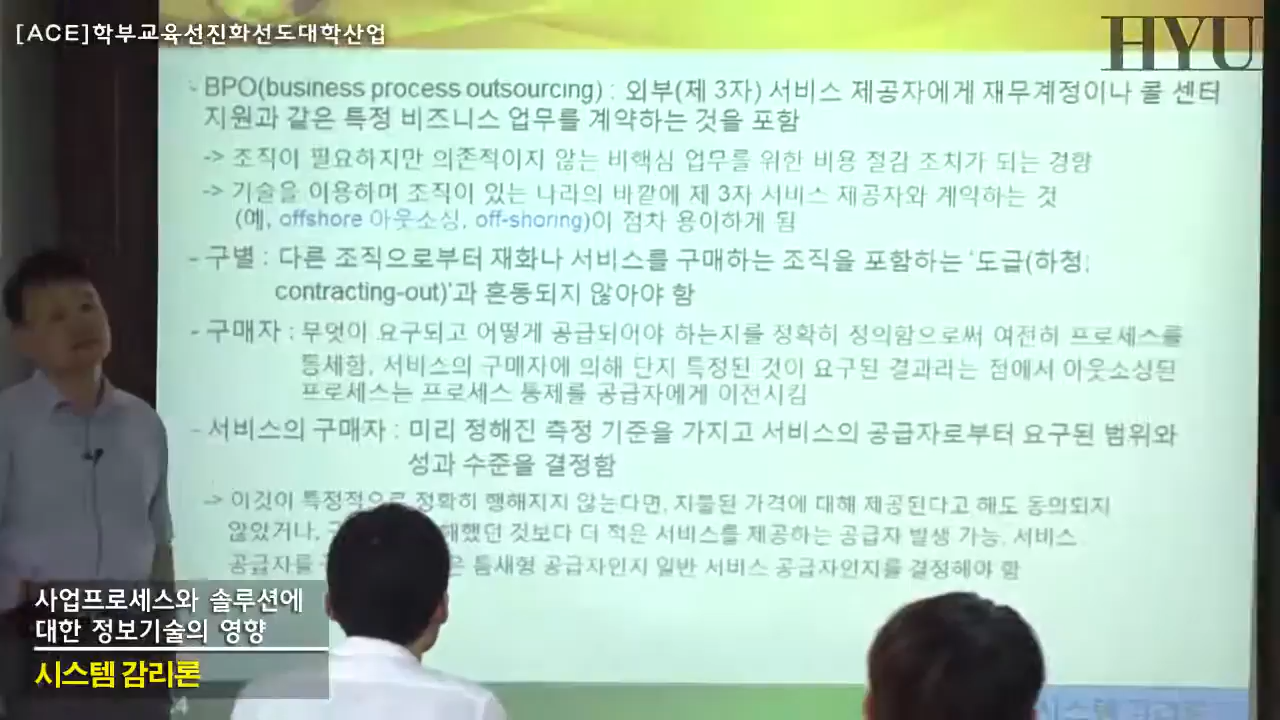 [ACE]학부교육선진화선도대학산업
HYU
BPO(business process outsourcing) : 외부(제 3자) 서비스 제공자에게 재무계정이나 콜 센터
지원과 같은 특정 비즈니스 업무를 계약하는 것을 포함
-> 조직이 필요하지만 의존적이지 않는 비핵심 업무를 위한 비용 절감 조치가 되는 경향
-> 기술을 이용하며 조직이 있는 나라의 바깥에 제 3자 서비스 제공자와 계약하는 것
(예, offshore 아웃소싱, off-shoring)이 점차 용이하게 됨
- 구별 : 다른 조직으로부터 재화나 서비스를 구매하는 조직을 포함하는 '도급(하청;
contracting-out)'과 혼동되지 않아야 함
- 구매자 : 무엇이 요구되고 어떻게 공급되어야 하는지를 정확히 정의함으로써 여전히 프로세스를
통세함, 서비스의 구매자에 의해 단지 특정된 것이 요구된 결과라는 점에서 아웃소싱된
프로세스는 프로세스 통제를 공급자에게 이전시킴
- 서비스의 구매자 : 미리 정해진 측정 기준을 가지고 서비스의 공급자로부터 요구된 범위와
성과 수준을 결정함
-> 이것이 특정적으로 정확히 행해지지 않는다면, 지불된 가격에 대해 제공된다고 해도 동의되지
않았거나, 했던 것보다 더 적은 서비스를 제공하는 공급자 발생 가능, 서비스
공급자를 틈새형 공급자인지 일반 서비스 공급자인지를 결정해야 함
사업프로세스와 솔루션에
대한 정보기술의 영향
시스템 감리론
4
시스템 감리론